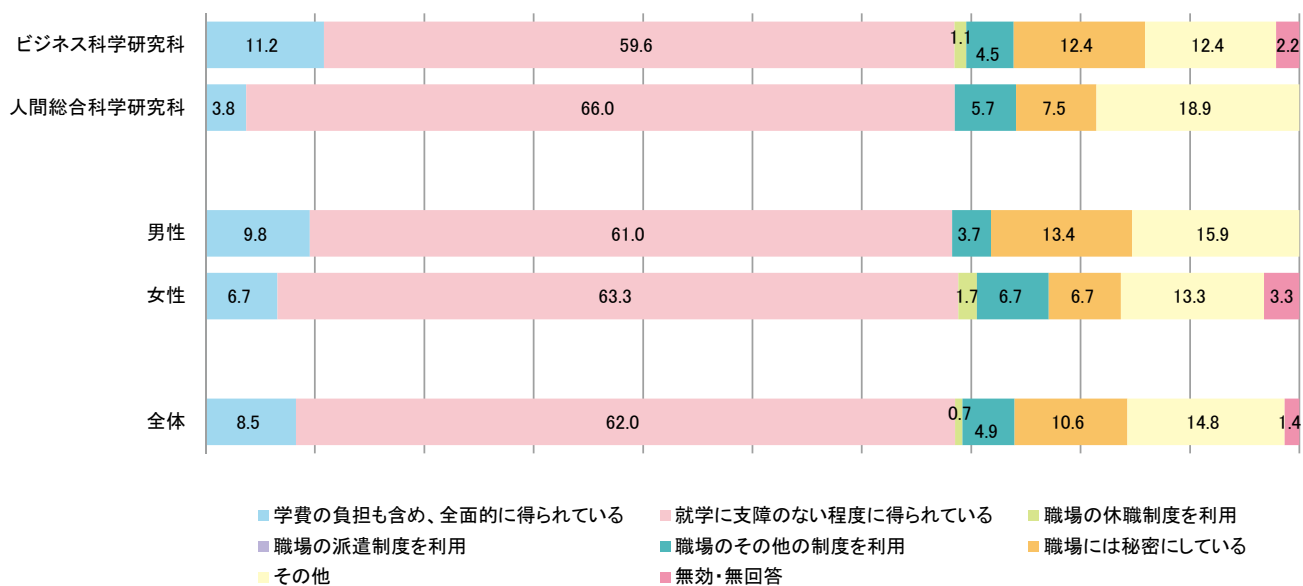 ビジネス科学研究科 11.2 59.6 1.1 4.5 12.4 12.4 2.2
人間総合科学研究科 3.8 66.0 5.7 7.5 18.9
男性 9.8 61.0 3.7 13.4 15.9
女性 6.7 63.3 1.7 6.7 6.7 13.3 3.3
全体 8.5 62.0 0.7 4.9 10.6 14.8 1.4
学費の負担も含め、全面的に得られている 就学に支障のない程度に得られている 職場の休職制度を利用
職場の派遣制度を利用 職場のその他の制度を利用 職場には秘密にしている
その他 無効・無回答